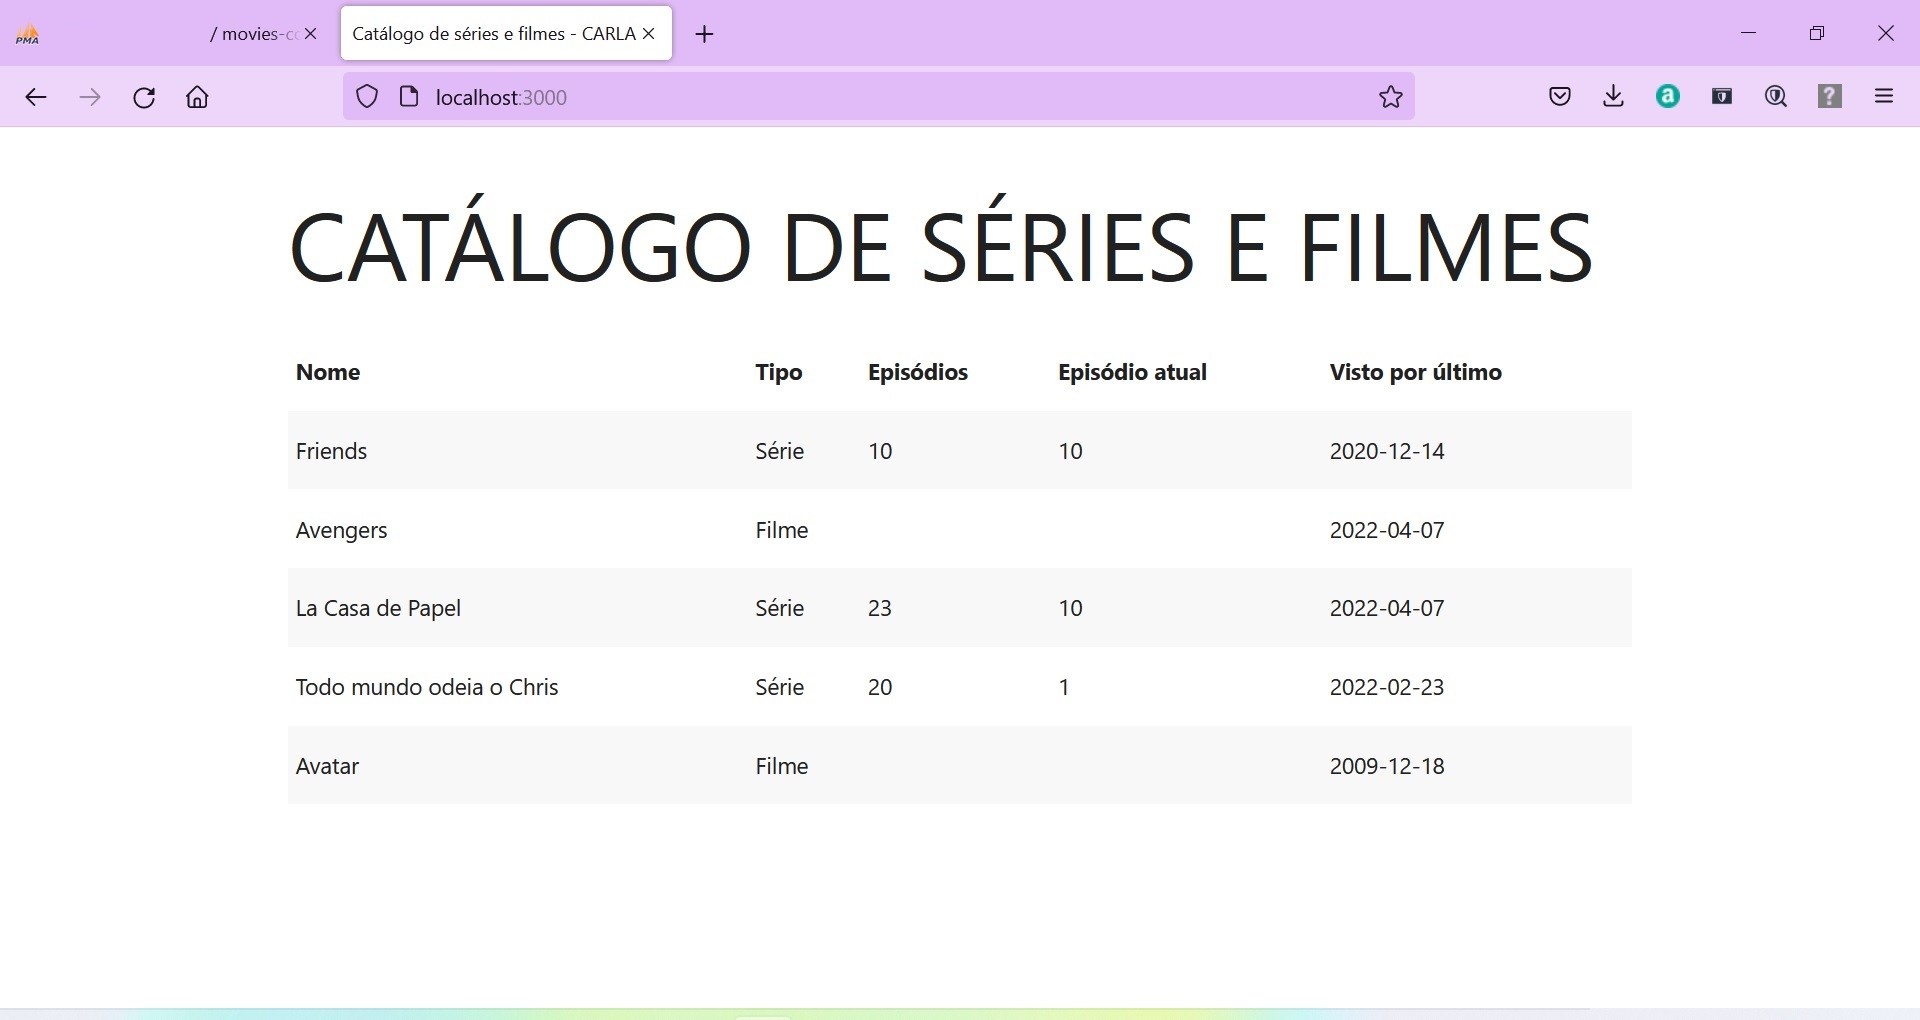 PMA
/ movies-co
Catálogo de séries e filmes - CARLA
localhost:3000
a
?
CATÁLOGO DE SÉRIES E FILMES
Nome Tipo Episódios Episódio atual Visto por último
Friends Série 10 10 2020-12-14
Avengers Filme 2022-04-07
La Casa de Papel Série 23 10 2022-04-07
Todo mundo odeia o Chris Série 20 1 2022-02-23
Avatar Filme 2009-12-18